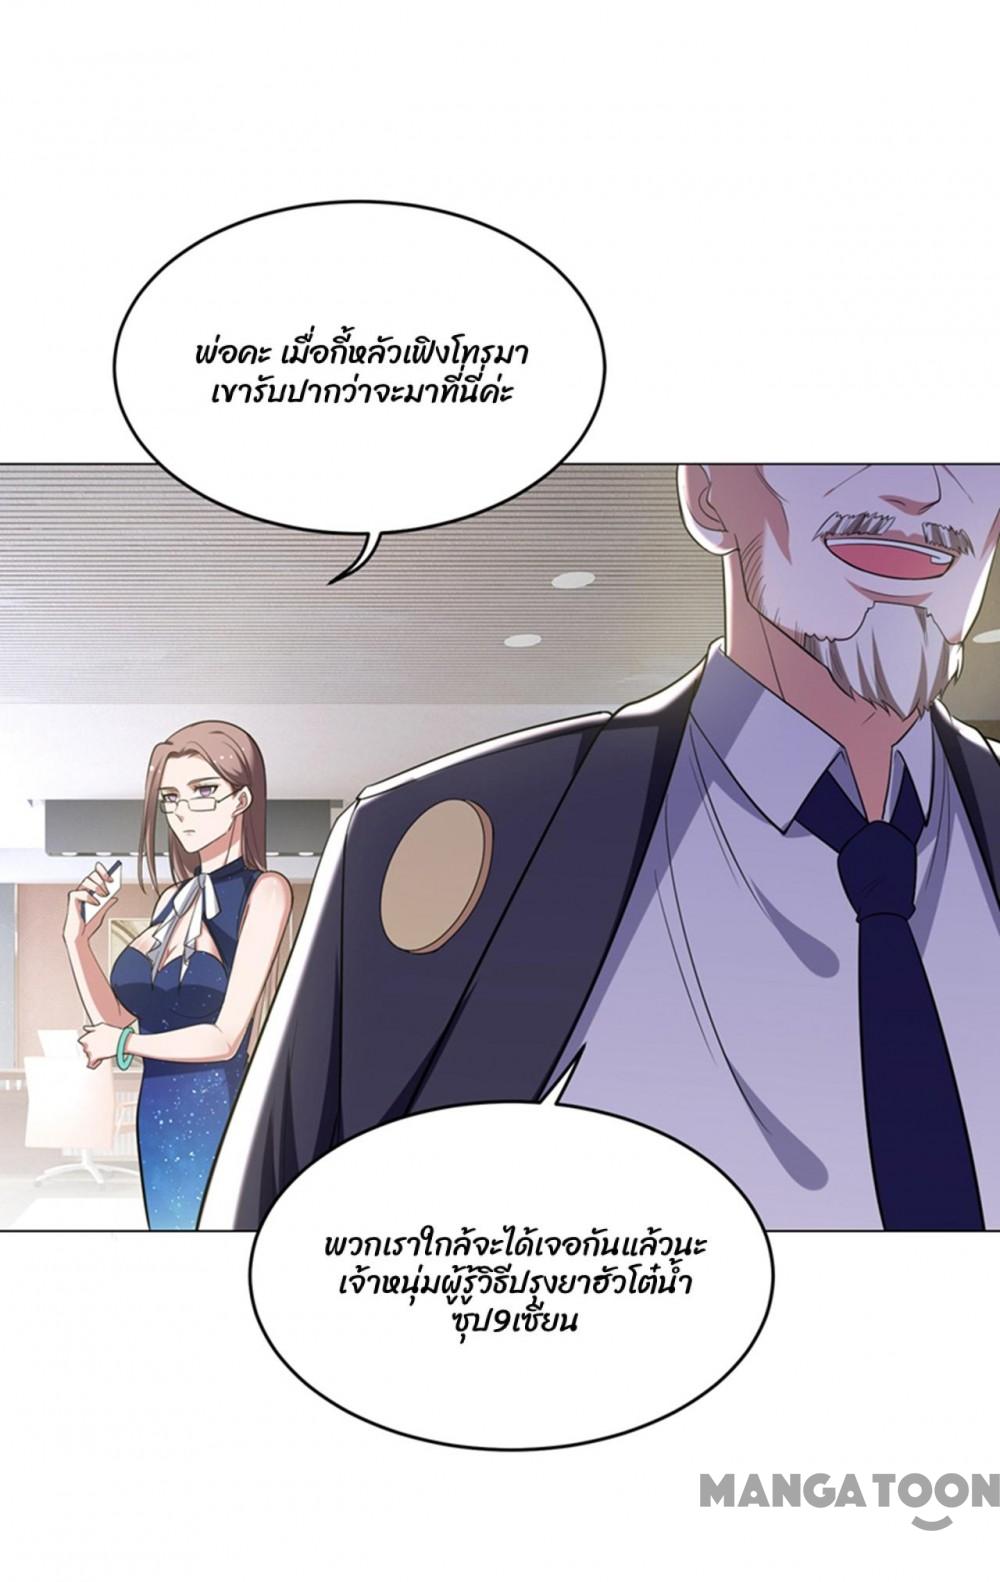 พ่อคะ เมื่อกี้หลัวเฟิงโทรมา
เขารับปากว่าจะมาที่นี่ค่ะ
พวกเราใกล้จะได้เจอกันแล้วนะ
เจ้าหนุ่มผู้รู้วิธีปรุงยาฮัวโต๋น้ำ
ซุป9เซียน
MANGATOON